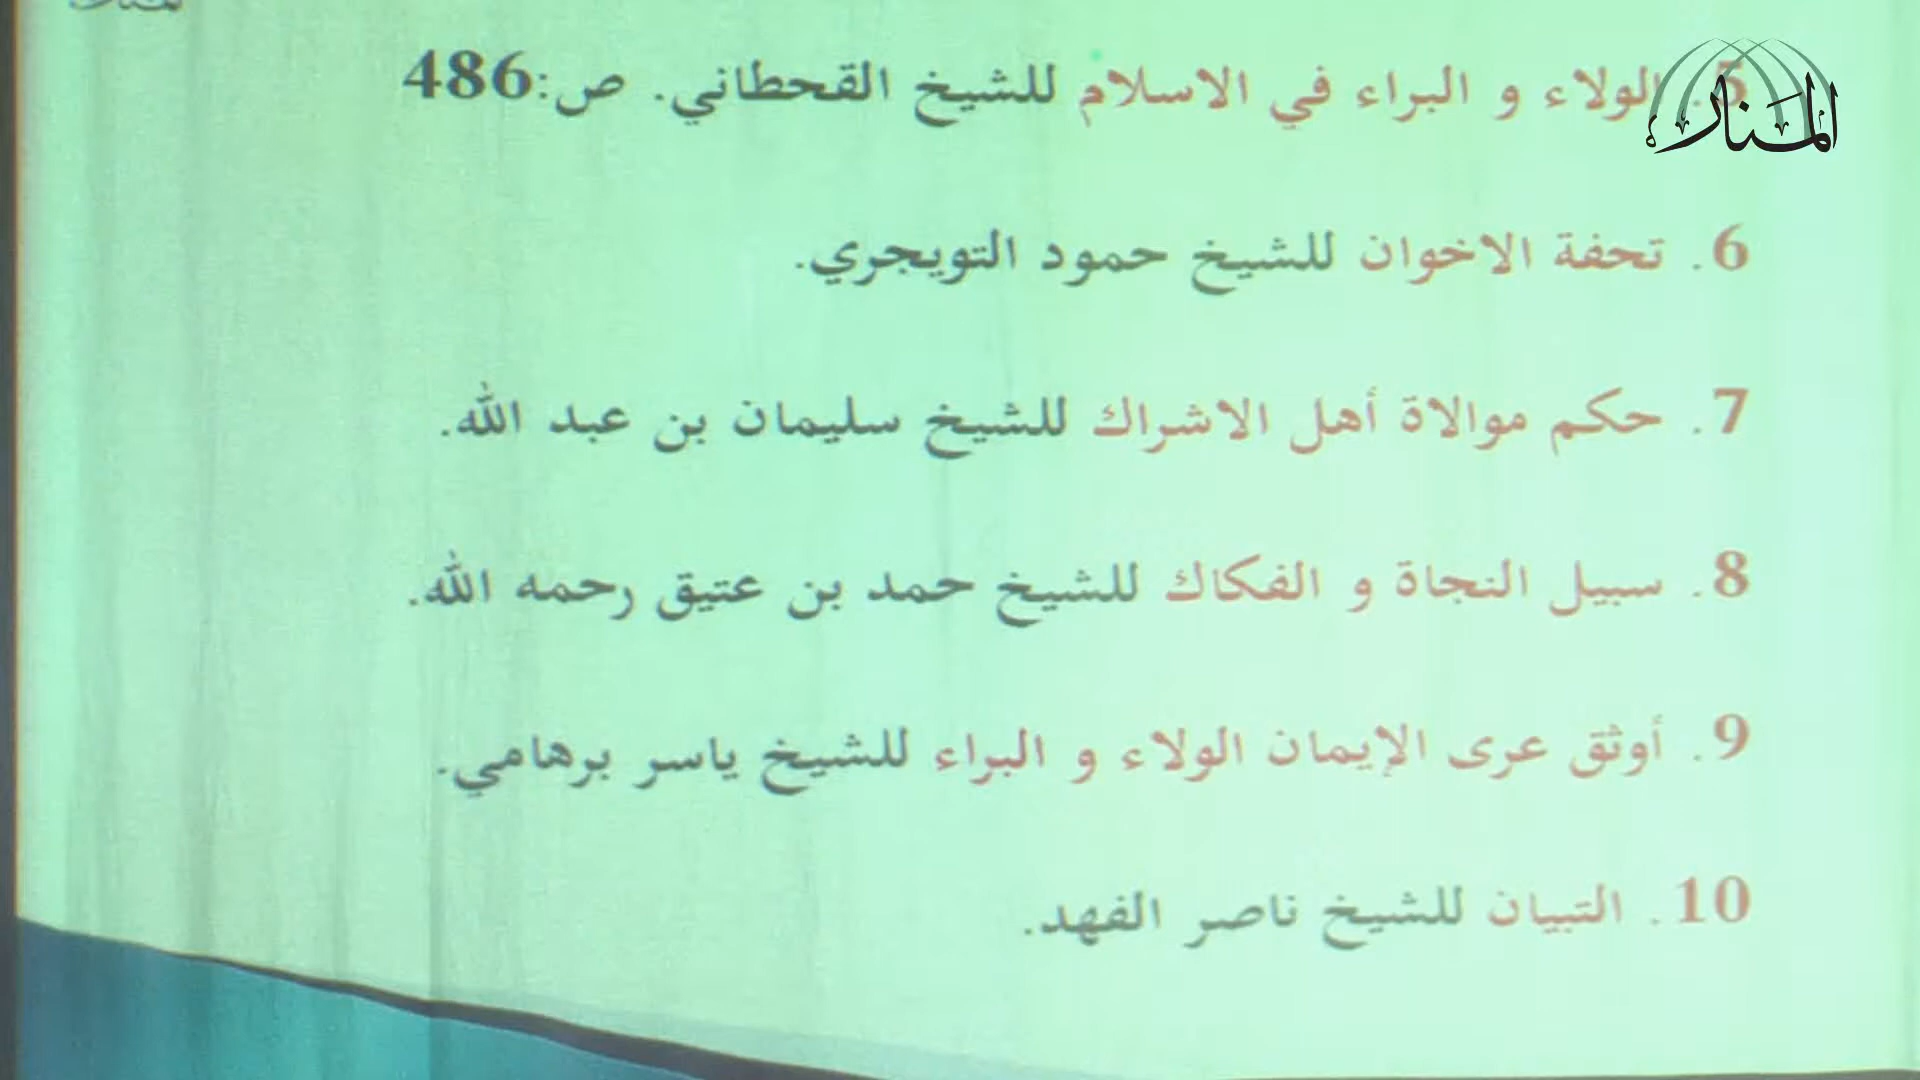 5. الولاء و البراء في الاسلام للشيخ القحطاني. ص:486
المنارة
6. تحفة الاخوان للشيخ حمود التويجري.
7. حكم موالاة أهل الاشراك للشيخ سليمان بن عبد الله.
8. سبيل النجاة و الفكاك للشيخ حمد بن عتيق رحمه الله.
9. أوثق عرى الإيمان الولاء و البراء للشيخ ياسر برهامي.
10. التبيان للشيخ ناصر الفهد.